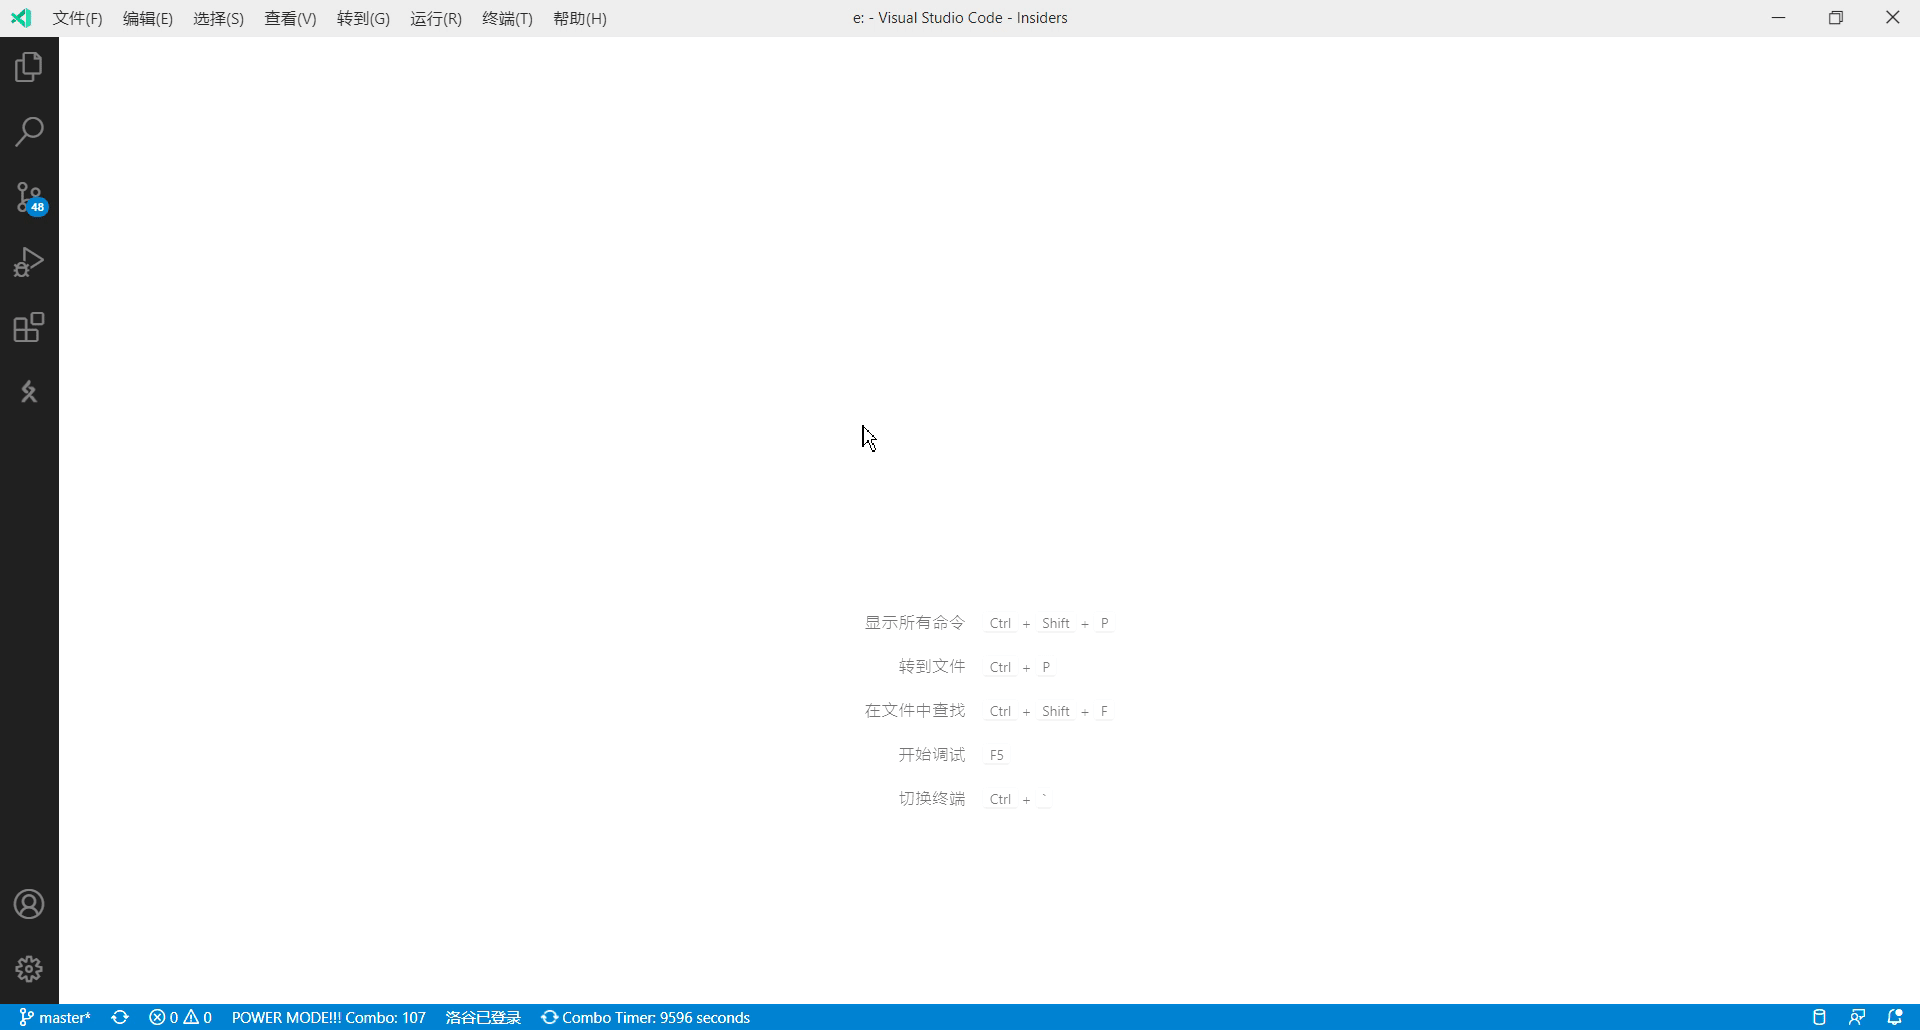 文件(F) 编辑(E) 选择(S) 查看(V) 转到(G) 运行(R) 终端(T) 帮助(H) e: - Visual Studio Code - Insiders
48
显示所有命令 Ctrl + Shift + P
转到文件 Ctrl + P
在文件中查找 Ctrl + Shift + F
开始调试 F5
切换终端 Ctrl + `
master* 0 0 POWER MODE!!! Combo: 107 洛谷已登录 Combo Timer: 9596 seconds